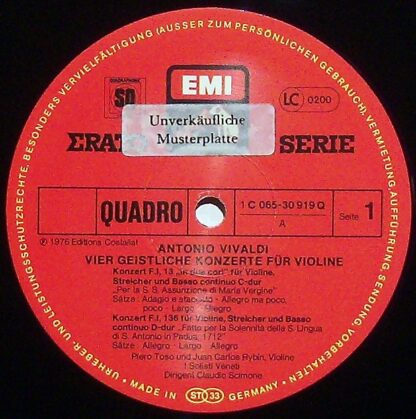 URHEBER- UND LEISTUNGSSCHUTZRECHTE, BESONDERS VERVIELFÄLTIGUNG (AUSSER ZUM PERSÖNLICHEN GEBRAUCH), VERMIETUNG, AUFFÜHRUNG, SENDUNG, VORBEHALTEN ·
QUADRAPHONIC
SQ
EMI
LC 0200
Unverkäufliche
Musterplatte
ERAT SERIE
QUADRO
1 C 065-30 919 Q
A
Seite 1
℗ 1976 Editions Costallat
ANTONIO VIVALDI
VIER GEISTLICHE KONZERTE FÜR VIOLINE
Konzert F.I, 13 „in due cori" für Violine,
Streicher und Basso continuo C-dur
„Per la S. S. Assunzione di Maria Vergine"
Sätze: Adagio e staccato - Allegro ma poco,
poco - Largo - Allegro
Konzert F.I, 136 für Violine, Streicher und Basso
continuo D-dur „Fatto per la Solennità della S. Lingua
di S. Antonio in Padua, 1712"
Sätze: Allegro - Largo - Allegro
Piero Toso und Juan Carlos Rybin, Violine
I Solisti Veneti
Dirigent Claudio Scimone
MADE IN ST 33 GERMANY ·